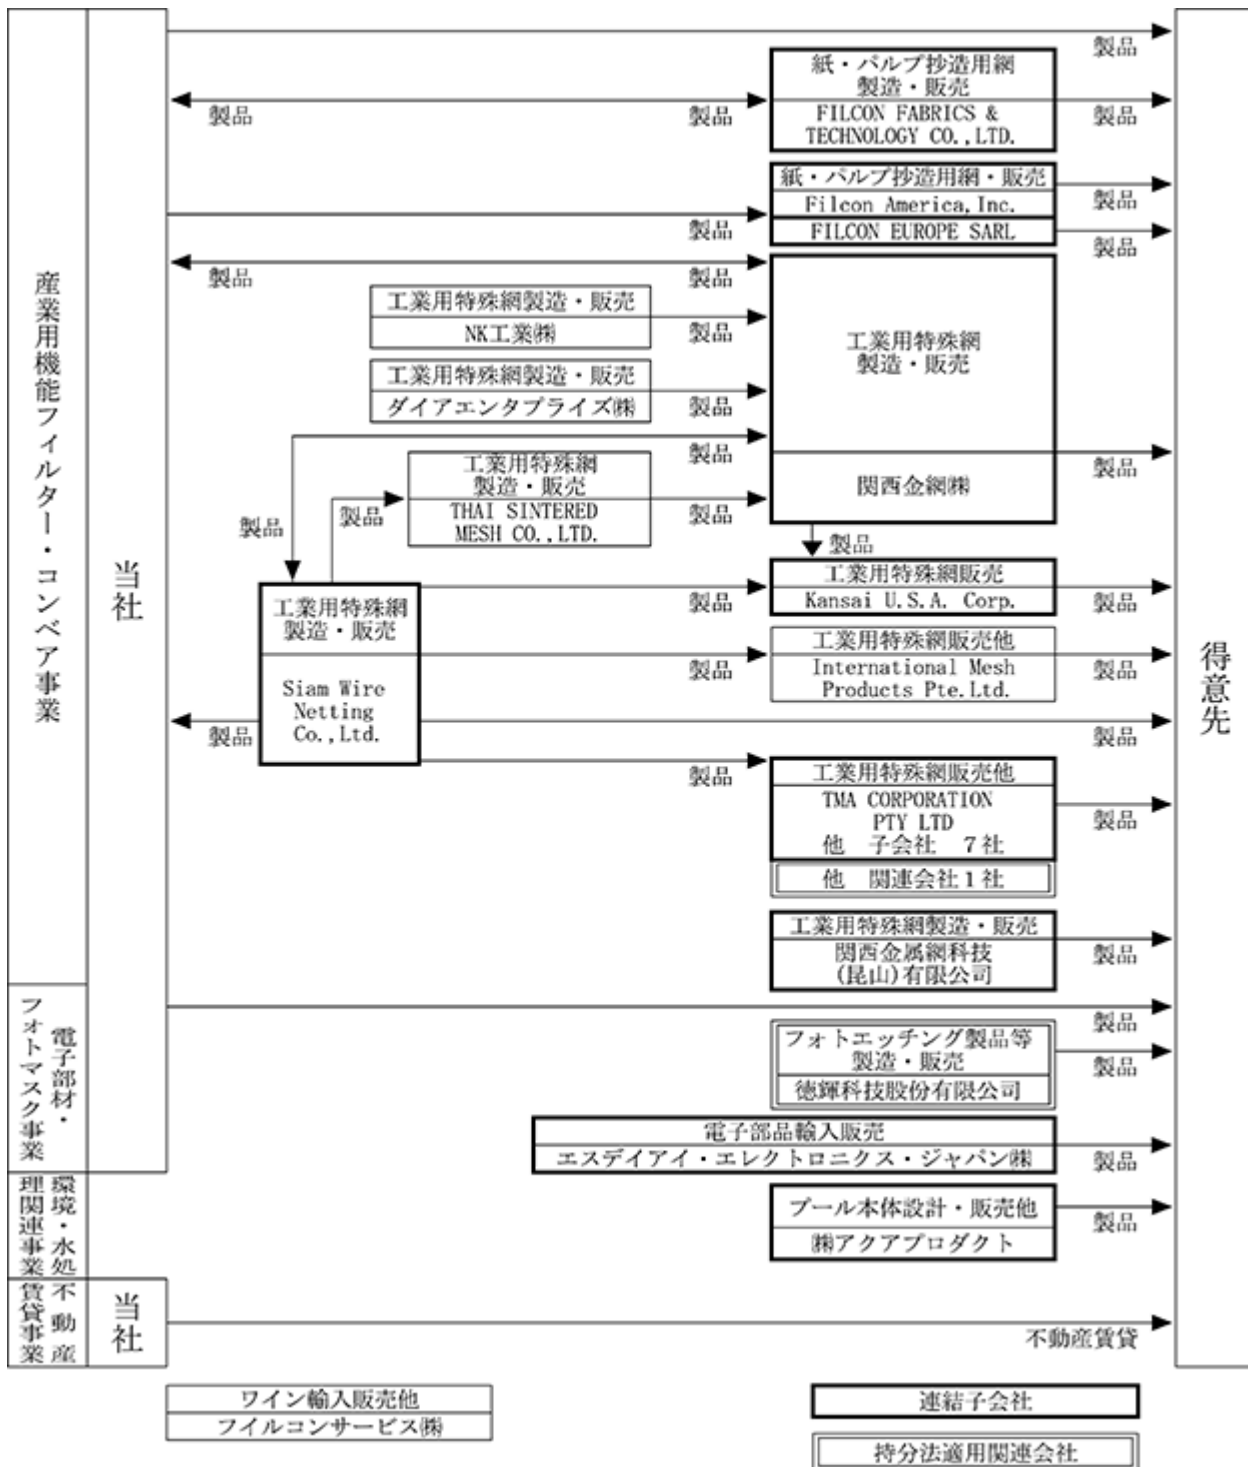 産業用機能フィルター・コンベア事業
当社
得意先
製品
紙・パルプ抄造用網
製造・販売
製品
製品
FILCON FABRICS &
TECHNOLOGY CO.,LTD.
製品
紙・パルプ抄造用網・販売
Filcon America,Inc.
製品
製品
FILCON EUROPE SARL
製品
製品
製品
工業用特殊網製造・販売
NK工業㈱
製品
工業用特殊網
製造・販売
工業用特殊網製造・販売
ダイアエンタプライズ㈱
製品
製品
関西金網㈱
製品
工業用特殊網
製造・販売
THAI SINTERED
MESH CO.,LTD.
製品
製品
製品
製品
工業用特殊網
製造・販売
Siam Wire
Netting
Co.,Ltd.
工業用特殊網販売
Kansai U.S.A. Corp.
製品
製品
工業用特殊網販売他
International Mesh
Products Pte.Ltd.
製品
製品
製品
製品
製品
工業用特殊網販売他
TMA CORPORATION
PTY LTD
他 子会社 7社
製品
他 関連会社1社
工業用特殊網製造・販売
関西金属網科技
(昆山)有限公司
製品
電子部材・
フォトマスク事業
製品
フォトエッチング製品等
製造・販売
徳輝科技股份有限公司
製品
電子部品輸入販売
エスデイアイ・エレクトロニクス・ジャパン㈱
製品
環境・水処
理関連事業
プール本体設計・販売他
㈱アクアプロダクト
製品
不動産
賃貸事業
当社
不動産賃貸
ワイン輸入販売他
フイルコンサービス㈱
連結子会社
持分法適用関連会社